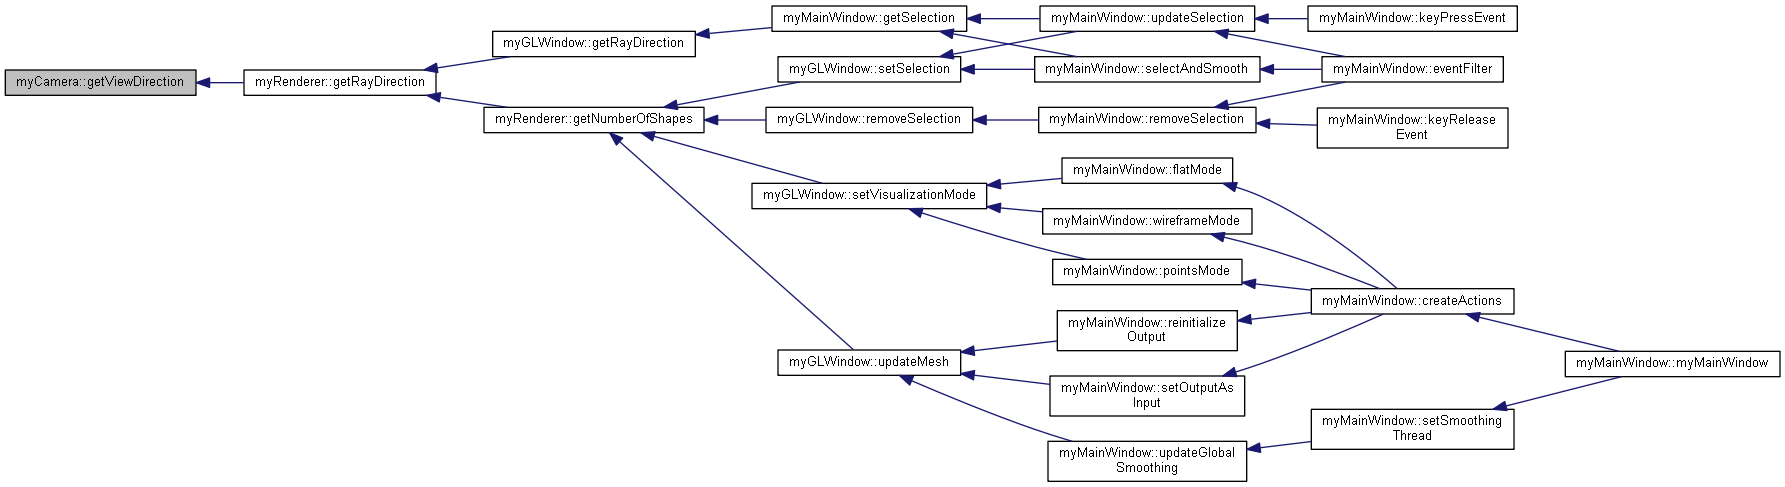 myCamera::getViewDirection
myRenderer::getRayDirection
myGLWindow::getRayDirection
myRenderer::getNumberOfShapes
myMainWindow::getSelection
myGLWindow::setSelection
myGLWindow::removeSelection
myGLWindow::setVisualizationMode
myGLWindow::updateMesh
myMainWindow::updateSelection
myMainWindow::selectAndSmooth
myMainWindow::removeSelection
myMainWindow::flatMode
myMainWindow::wireframeMode
myMainWindow::pointsMode
myMainWindow::reinitialize
Output
myMainWindow::setOutputAs
Input
myMainWindow::updateGlobal
Smoothing
myMainWindow::keyPressEvent
myMainWindow::eventFilter
myMainWindow::keyRelease
Event
myMainWindow::createActions
myMainWindow::setSmoothing
Thread
myMainWindow::myMainWindow